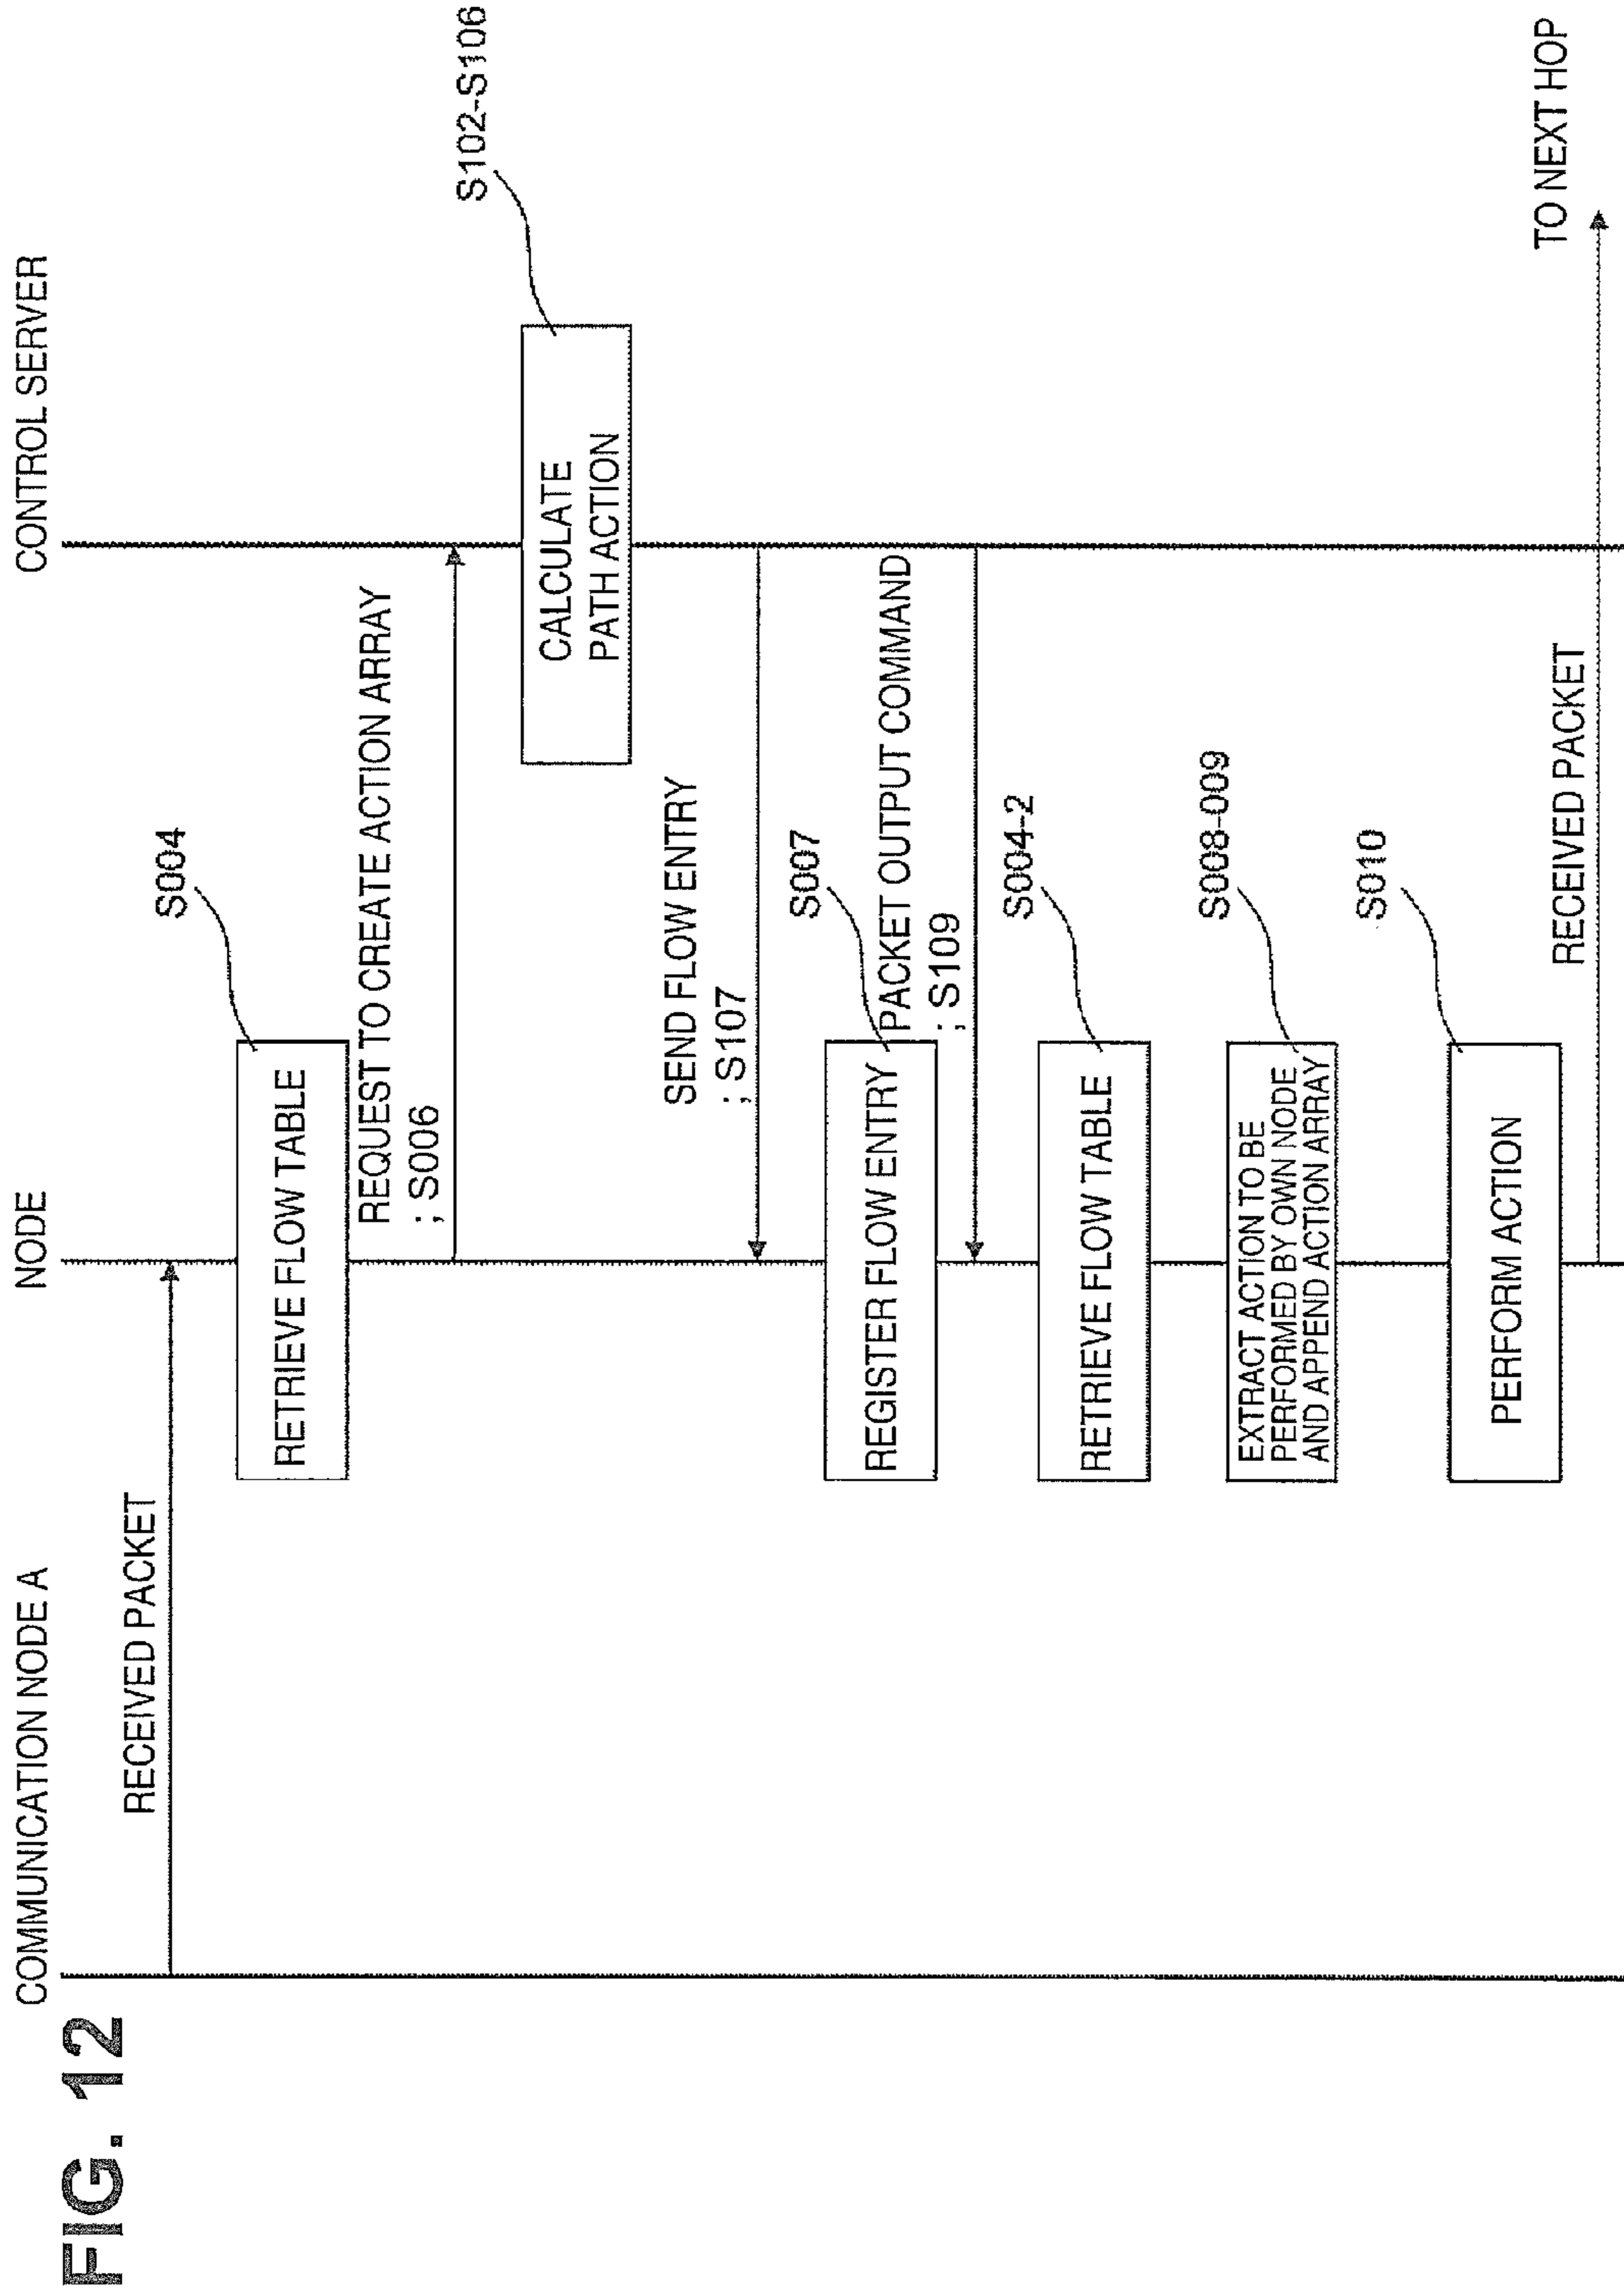 FIG. 12
COMMUNICATION NODE A
NODE
CONTROL SERVER
RECEIVED PACKET
S004
RETRIEVE FLOW TABLE
REQUEST TO CREATE ACTION ARRAY
; S006
S102-S106
CALCULATE
PATH ACTION
SEND FLOW ENTRY
; S107
S007
REGISTER FLOW ENTRY
PACKET OUTPUT COMMAND
; S109
S004-2
RETRIEVE FLOW TABLE
S008-009
EXTRACT ACTION TO BE
PERFORMED BY OWN NODE
AND APPEND ACTION ARRAY
S010
PERFORM ACTION
RECEIVED PACKET
TO NEXT HOP